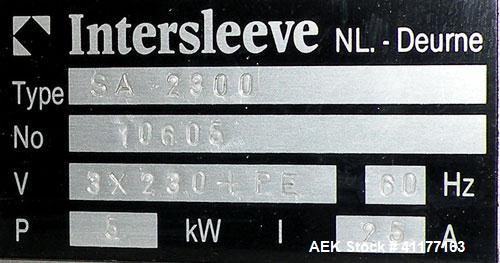 Intersleeve NL. - Deurne
Type SA 2300
No 10605
V 3X230+PE 60 Hz
P 5 kW I 25 A
AEK Stock # 41177163